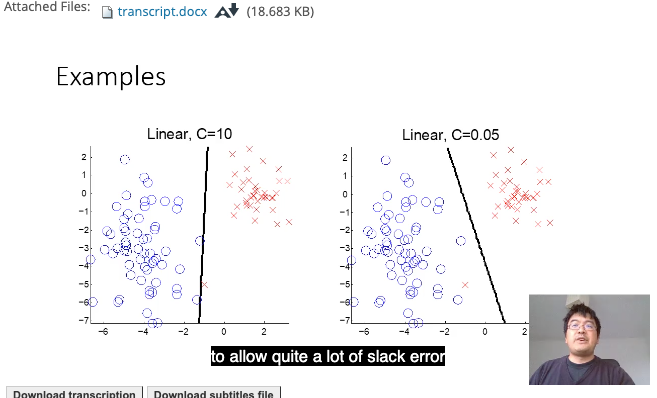 Attached Files: transcript.docx (18.683 KB)
Examples
Linear, C=10
Linear, C=0.05
2
1
0
−1
−2
−3
−4
−5
−6
−7
−6 −4 −2 0 2
2
1
0
−1
−2
−3
−4
−5
−6
−7
−6 −4 −2 0 2
to allow quite a lot of slack error
Download transcription Download subtitles file